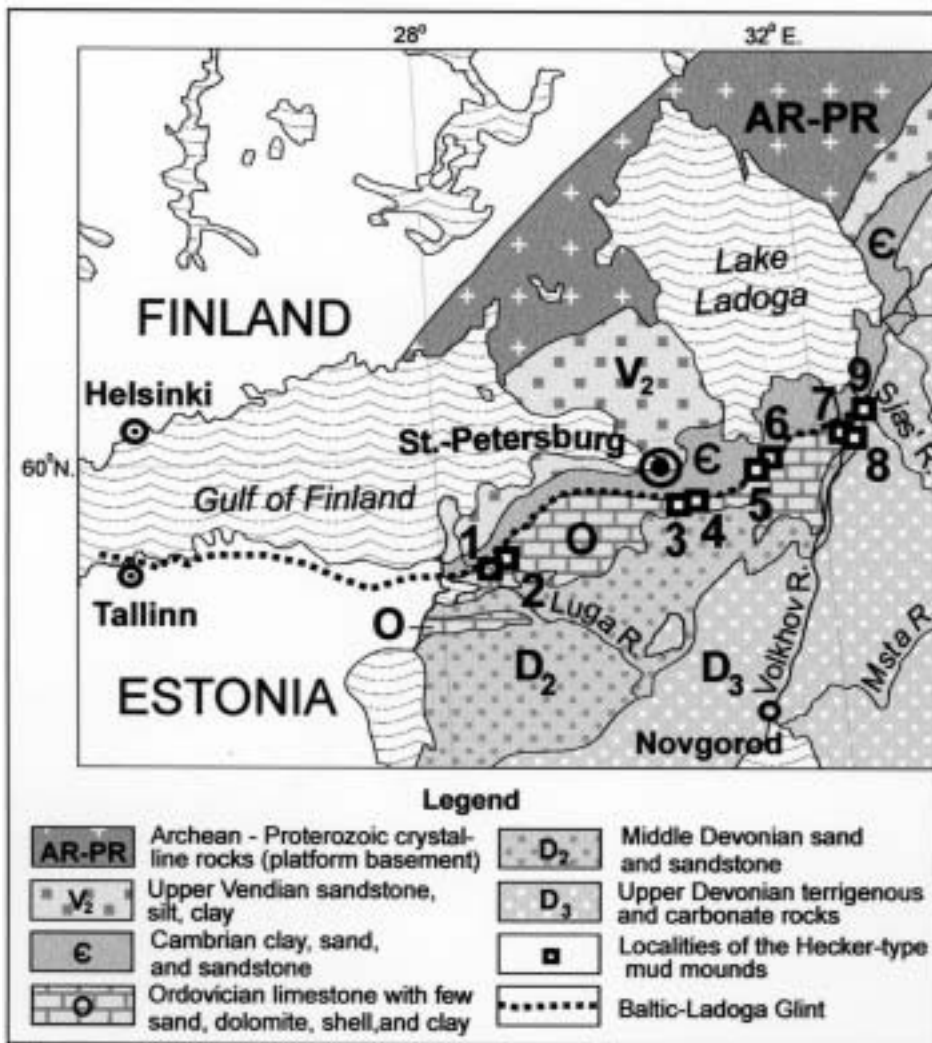 28°
32° E.
AR-PR
Є
Lake
Ladoga
FINLAND
Helsinki
V2
9
7
6
Sjas' R.
St.-Petersburg
60°N.
Є
8
Gulf of Finland
5
1
O
3
4
2
Tallinn
Luga R.
Volkhov R.
O
Msta R.
D2
D3
ESTONIA
Novgorod
Legend
AR-PR
Archean - Proterozoic crystal-
line rocks (platform basement)
V2
Upper Vendian sandstone,
silt, clay
Є
Cambrian clay, sand,
and sandstone
O
Ordovician limestone with few
sand, dolomite, shell,and clay
D2
Middle Devonian sand
and sandstone
D3
Upper Devonian terrigenous
and carbonate rocks
Localities of the Hecker-type
mud mounds
Baltic-Ladoga Glint